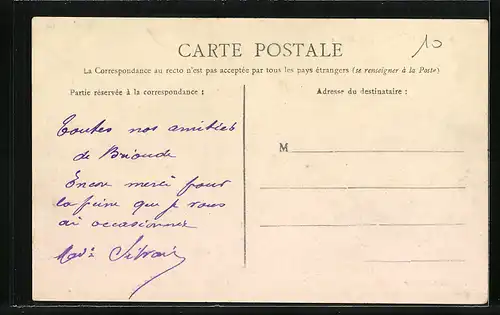 10
CARTE POSTALE
La Correspondance au recto n'est pas acceptée par tous les pays étrangers (se renseigner à la Poste)
Partie réservée à la correspondance :
Adresse du destinataire :
Toutes nos amitiés
de Brioude
Encore merci pour
la peine que je vous
ai occasionnée
M